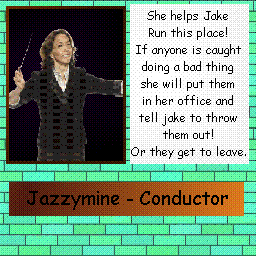 She helps Jake
Run this place!
If anyone is caught
doing a bad thing
she will put them
in her office and
tell jake to throw
them out!
Or they get to leave.
Jazzymine - Conductor